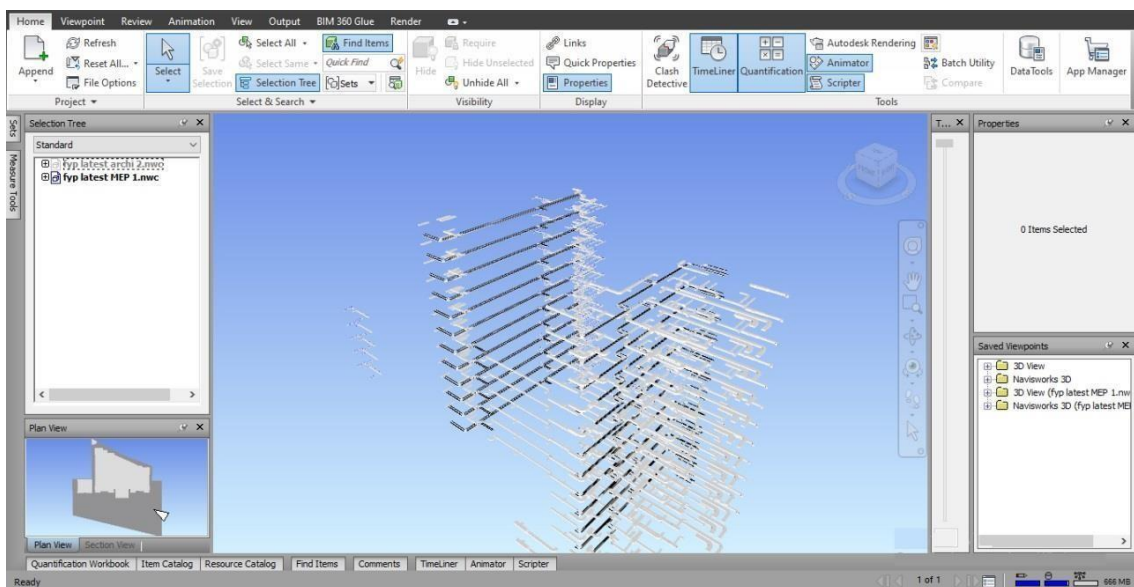 Home Viewpoint Review Animation View Output BIM 360 Glue Render
Append
Refresh
Reset All...
File Options
Project
Select
Save Selection
Select All
Select Same
Selection Tree
Find Items
Quick Find
Sets
Select & Search
Hide
Require
Hide Unselected
Unhide All
Visibility
Links
Quick Properties
Properties
Display
Clash Detective
TimeLiner
Quantification
Autodesk Rendering
Animator
Scripter
Batch Utility
Compare
Tools
DataTools
App Manager
Sets
Measure Tools
Selection Tree
Standard
fyp latest archi 2.nwc
fyp latest MEP 1.nwc
Plan View
Plan View Section View
T...
Properties
0 Items Selected
Saved Viewpoints
3D View
Navisworks 3D
3D View (fyp latest MEP 1.nw
Navisworks 3D (fyp latest MEI
Quantification Workbook Item Catalog Resource Catalog Find Items Comments TimeLiner Animator Scripter
Ready
1 of 1
666 MB